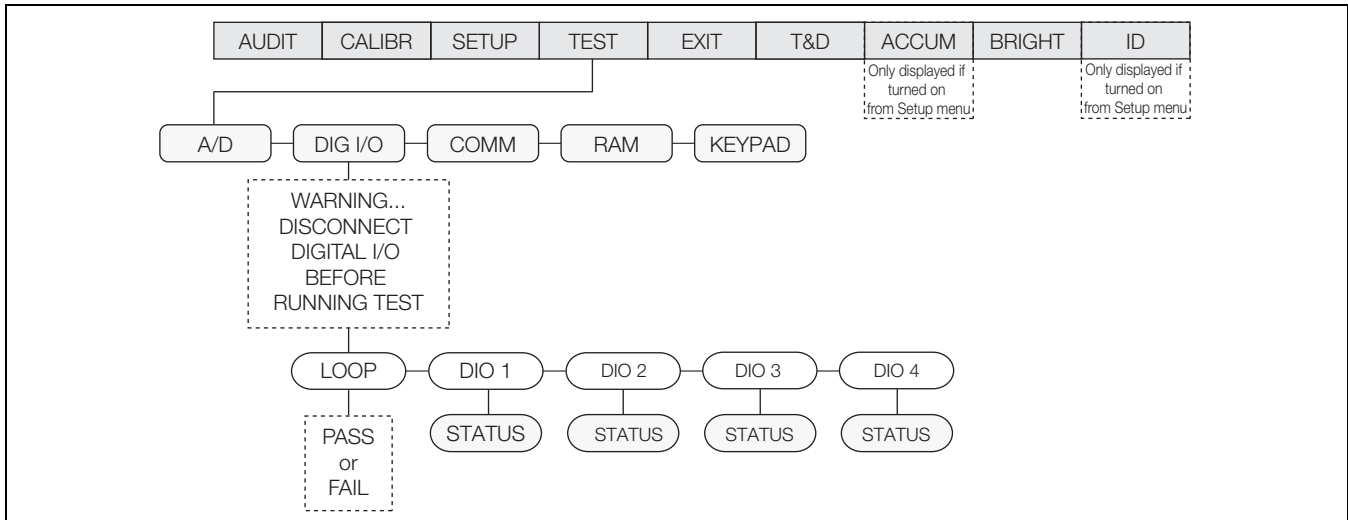 AUDIT CALIBR SETUP TEST EXIT T&D ACCUM BRIGHT ID
Only displayed if
turned on
from Setup menu
Only displayed if
turned on
from Setup menu
A/D DIG I/O COMM RAM KEYPAD
WARNING...
DISCONNECT
DIGITAL I/O
BEFORE
RUNNING TEST
LOOP DIO 1 DIO 2 DIO 3 DIO 4
PASS
or
FAIL
STATUS STATUS STATUS STATUS